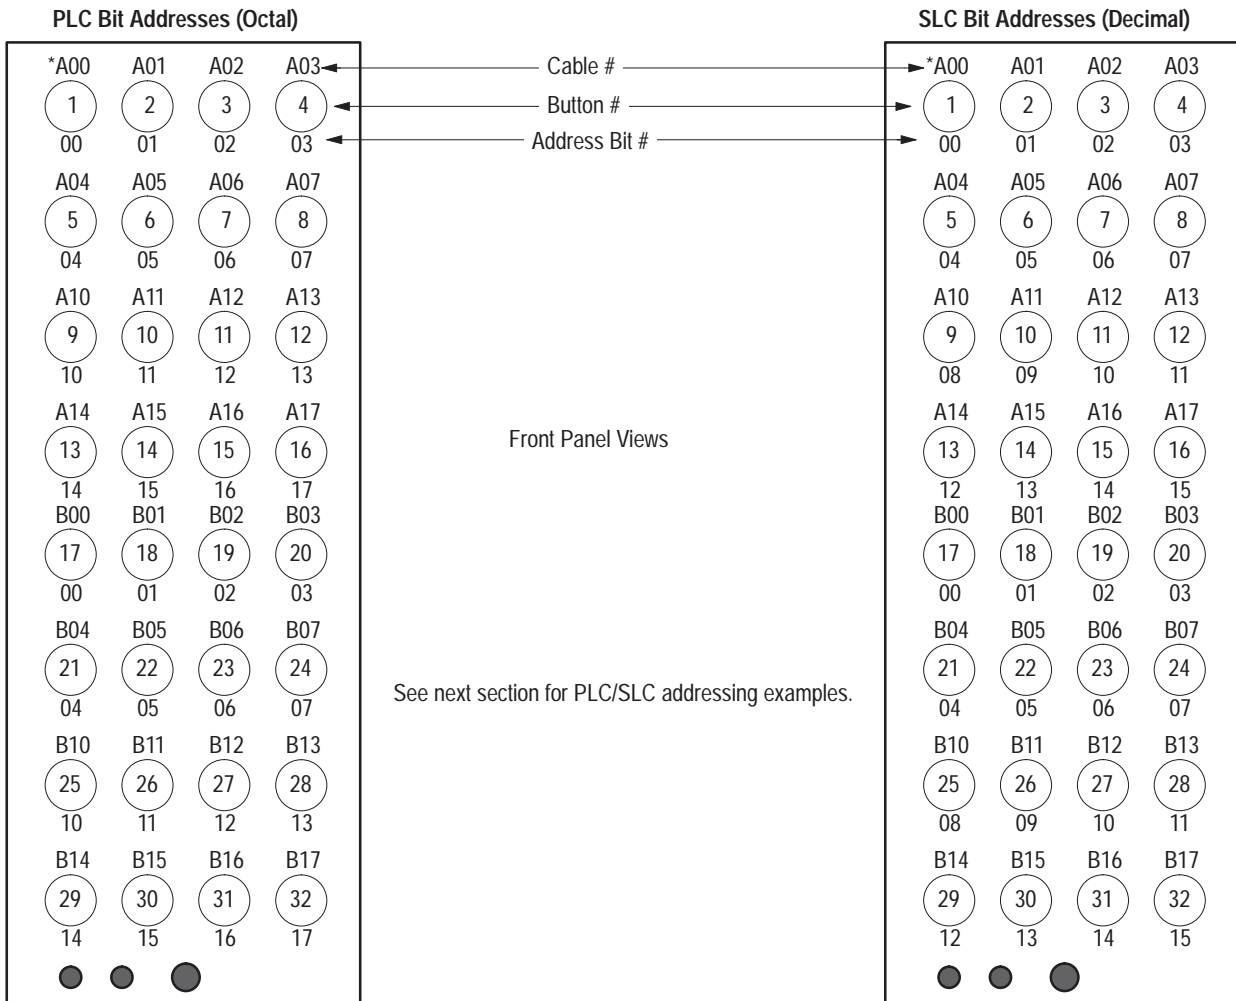 PLC Bit Addresses (Octal)
SLC Bit Addresses (Decimal)
*A00 A01 A02 A03 Cable # *A00 A01 A02 A03
1 2 3 4 Button # 1 2 3 4
00 01 02 03 Address Bit # 00 01 02 03
A04 A05 A06 A07 A04 A05 A06 A07
5 6 7 8 5 6 7 8
04 05 06 07 04 05 06 07
A10 A11 A12 A13 A10 A11 A12 A13
9 10 11 12 9 10 11 12
10 11 12 13 08 09 10 11
A14 A15 A16 A17 A14 A15 A16 A17
13 14 15 16 Front Panel Views 13 14 15 16
14 15 16 17 12 13 14 15
B00 B01 B02 B03 B00 B01 B02 B03
17 18 19 20 17 18 19 20
00 01 02 03 00 01 02 03
B04 B05 B06 B07 B04 B05 B06 B07
21 22 23 24 21 22 23 24
See next section for PLC/SLC addressing examples.
04 05 06 07 04 05 06 07
B10 B11 B12 B13 B10 B11 B12 B13
25 26 27 28 25 26 27 28
10 11 12 13 08 09 10 11
B14 B15 B16 B17 B14 B15 B16 B17
29 30 31 32 29 30 31 32
14 15 16 17 12 13 14 15